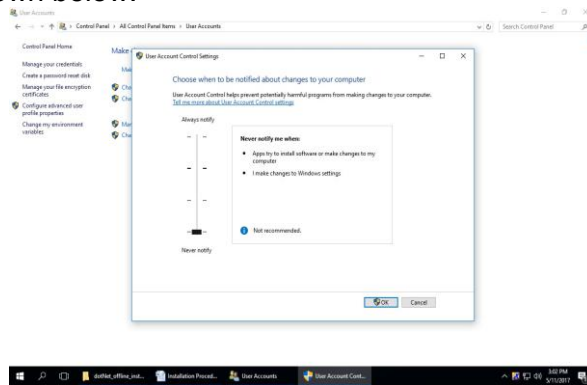 User Accounts
Control Panel > All Control Panel Items > User Accounts
Search Control Panel
Control Panel Home
Manage your credentials
Create a password reset disk
Manage your file encryption
certificates
Configure advanced user
profile properties
Change my environment
variables
Make
User Account Control Settings
Choose when to be notified about changes to your computer
User Account Control helps prevent potentially harmful programs from making changes to your computer.
Tell me more about User Account Control settings
Always notify
Never notify me when:
• Apps try to install software or make changes to my
computer
• I make changes to Windows settings
Not recommended.
Never notify
OK
Cancel
dotNet_offline_inst...
Installation Proced...
User Accounts
User Account Cont...
3:02 PM
5/11/2017